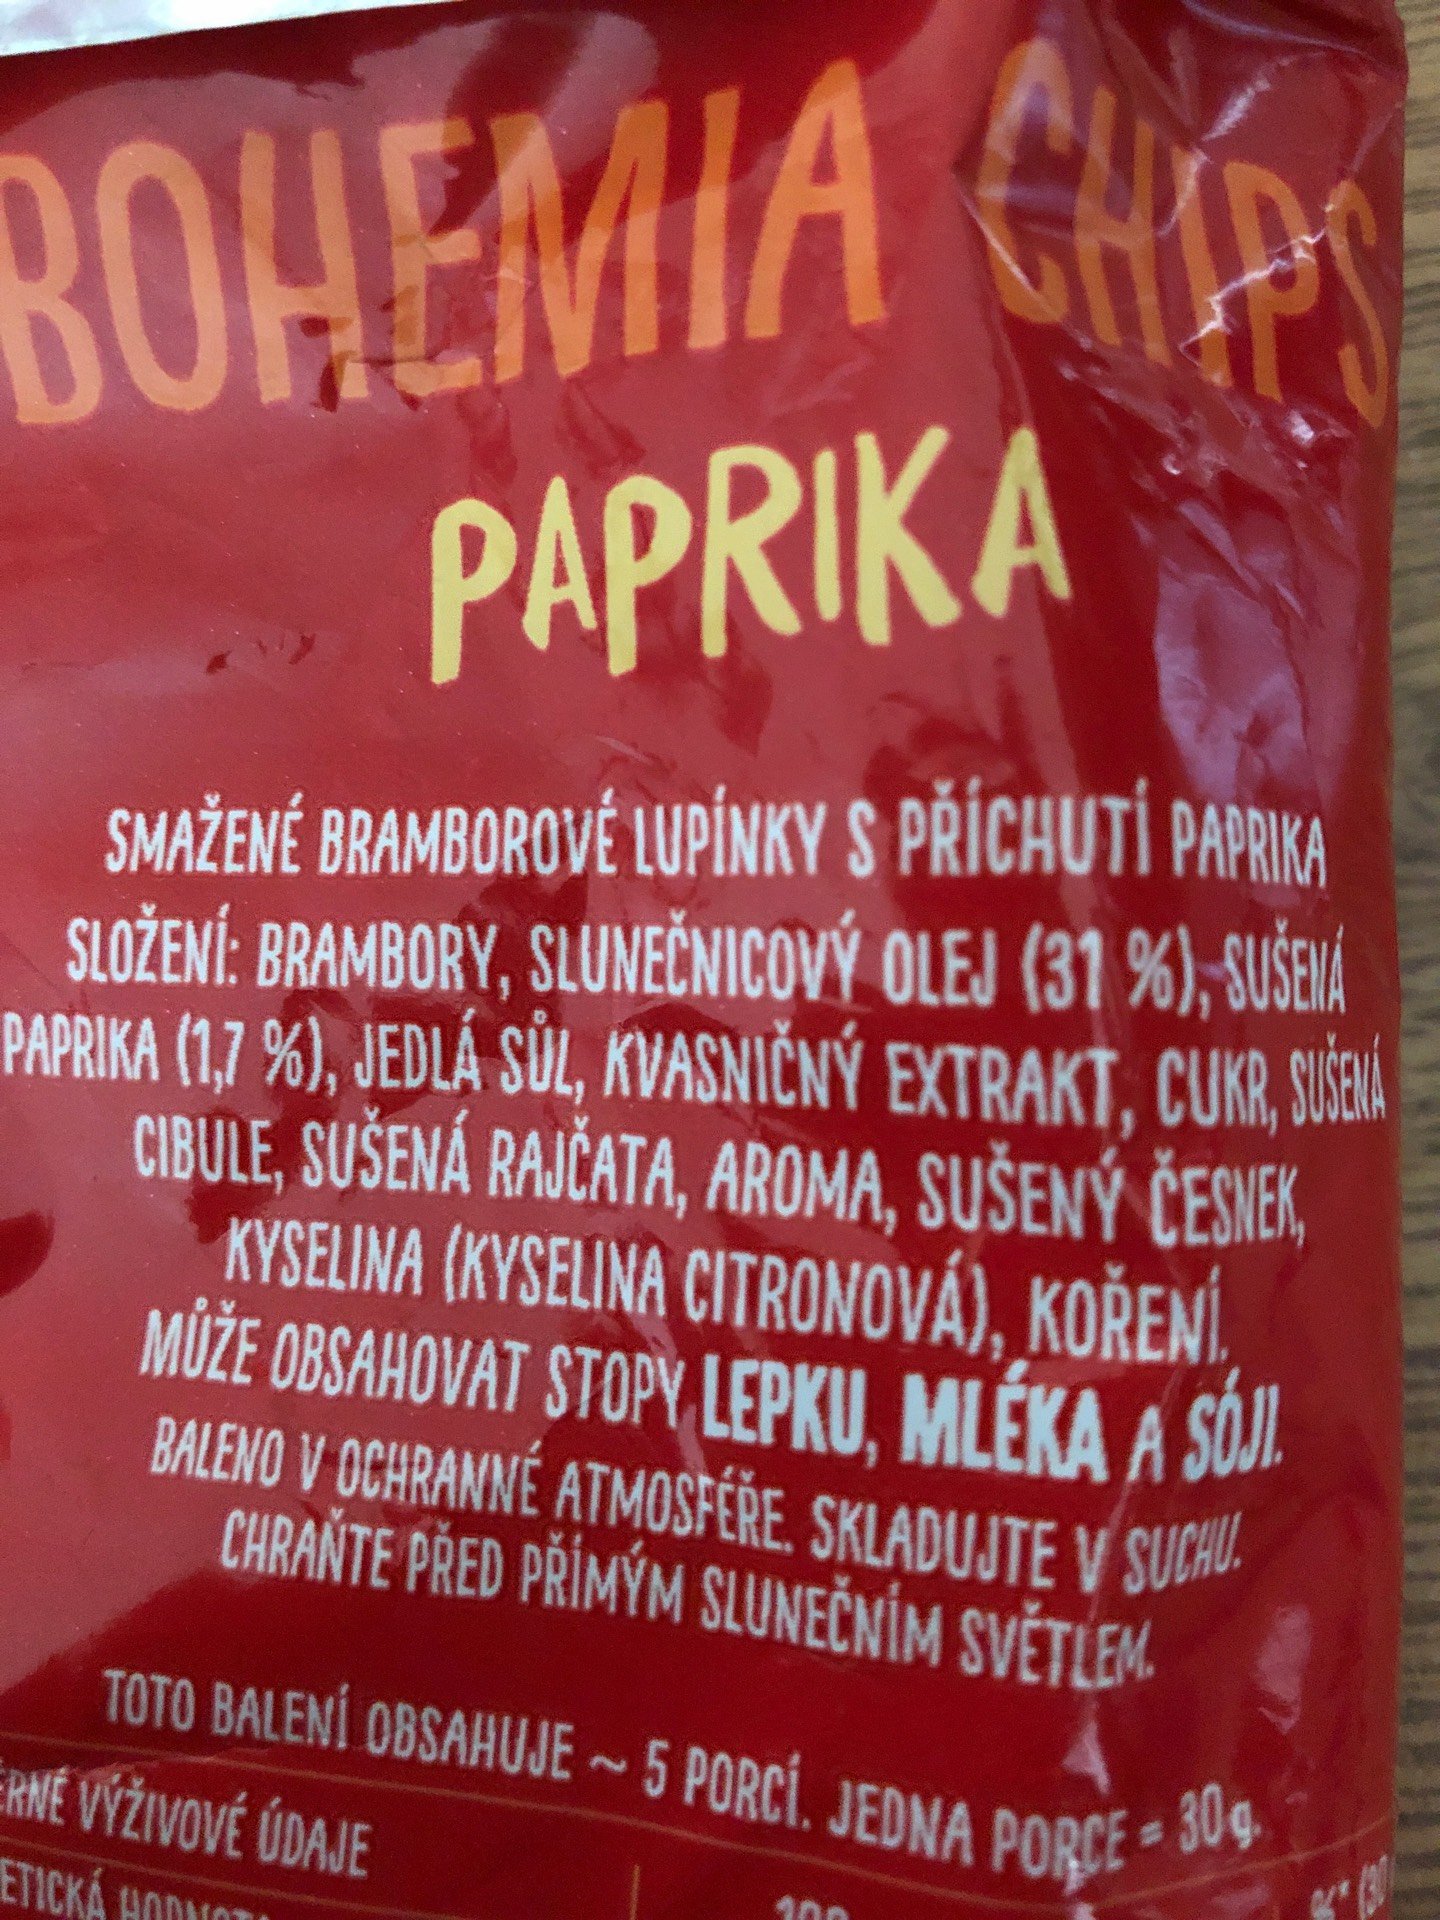 BOHEMIA CHIPS
PAPRIKA
SMAŽENÉ BRAMBOROVÉ LUPÍNKY S PŘÍCHUTÍ PAPRIKA
SLOŽENÍ: BRAMBORY, SLUNEČNICOVÝ OLEJ (31 %), SUŠENÁ
PAPRIKA (1,7 %), JEDLÁ SŮL, KVASNIČNÝ EXTRAKT, CUKR, SUŠENÁ
CIBULE, SUŠENÁ RAJČATA, AROMA, SUŠENÝ ČESNEK,
KYSELINA (KYSELINA CITRONOVÁ), KOŘENÍ.
MŮŽE OBSAHOVAT STOPY LEPKU, MLÉKA A SÓJI.
BALENO V OCHRANNÉ ATMOSFÉŘE. SKLADUJTE V SUCHU.
CHRAŇTE PŘED PŘÍMÝM SLUNEČNÍM SVĚTLEM.
TOTO BALENÍ OBSAHUJE ~ 5 PORCÍ. JEDNA PORCE = 30g.
VÝŽIVOVÉ ÚDAJE